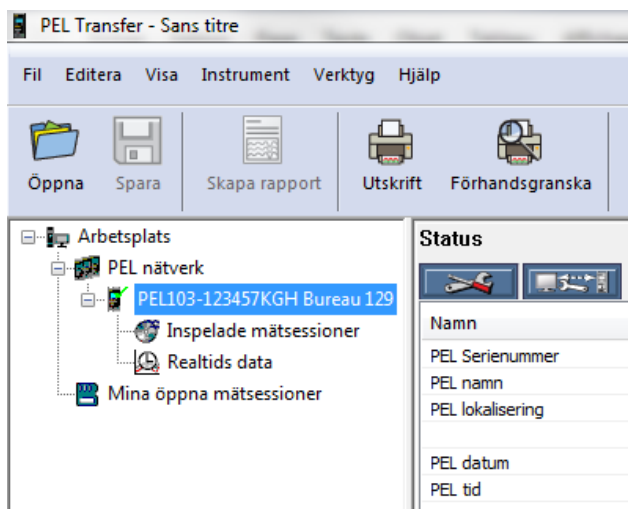 PEL Transfer - Sans titre
Fil Editera Visa Instrument Verktyg Hjälp
Öppna Spara Skapa rapport Utskrift Förhandsgranska
Arbetsplats
PEL nätverk
PEL103-123457KGH Bureau 129
Inspelade mätsessioner
Realtids data
Mina öppna mätsessioner
Status
Namn
PEL Serienummer
PEL namn
PEL lokalisering
PEL datum
PEL tid